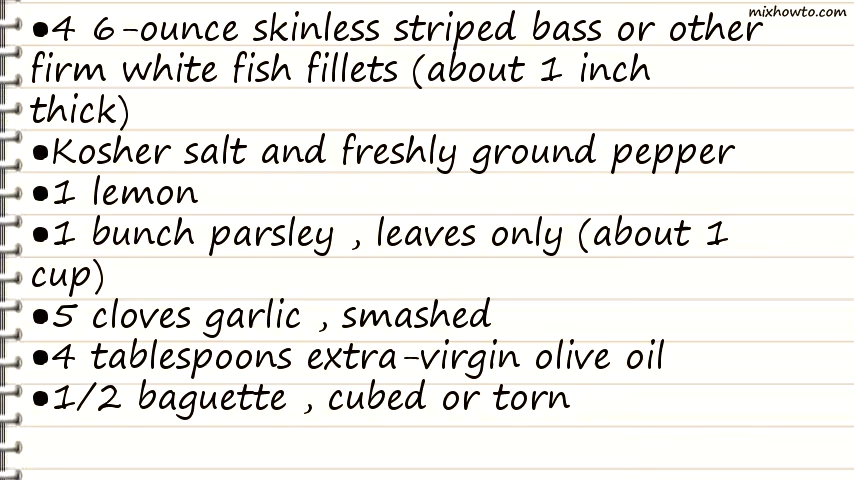 mixhowto.com
•4 6-ounce skinless striped bass or other
firm white fish fillets (about 1 inch
thick)
•Kosher salt and freshly ground pepper
•1 lemon
•1 bunch parsley , leaves only (about 1
cup)
•5 cloves garlic , smashed
•4 tablespoons extra-virgin olive oil
•1/2 baguette , cubed or torn